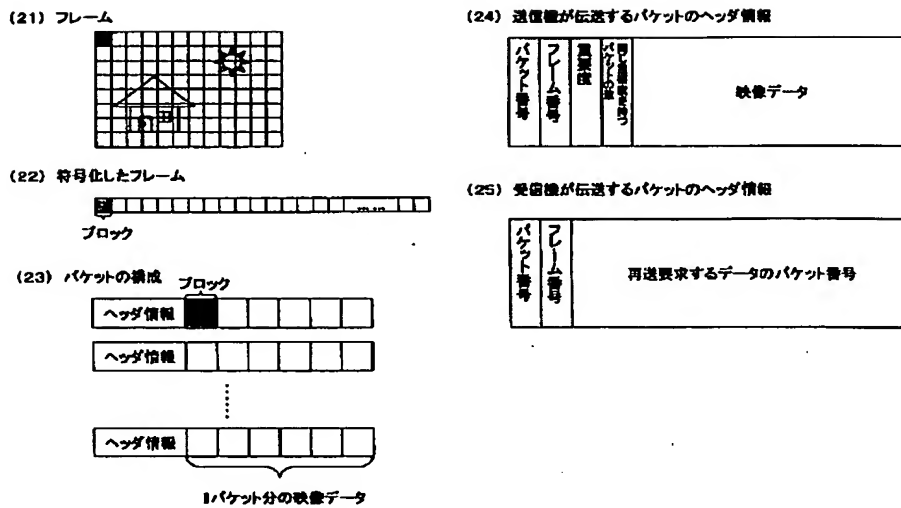 (21) フレーム
(22) 符号化したフレーム
ブロック
(23) パケットの構成
ブロック
ヘッダ情報
ヘッダ情報
ヘッダ情報
1パケット分の映像データ
(24) 送信機が伝送するパケットのヘッダ情報
パケット番号
フレーム番号
重要度
同じ重要度を持つ
パケットの数
映像データ
(25) 受信機が伝送するパケットのヘッダ情報
パケット番号
フレーム番号
再送要求するデータのパケット番号